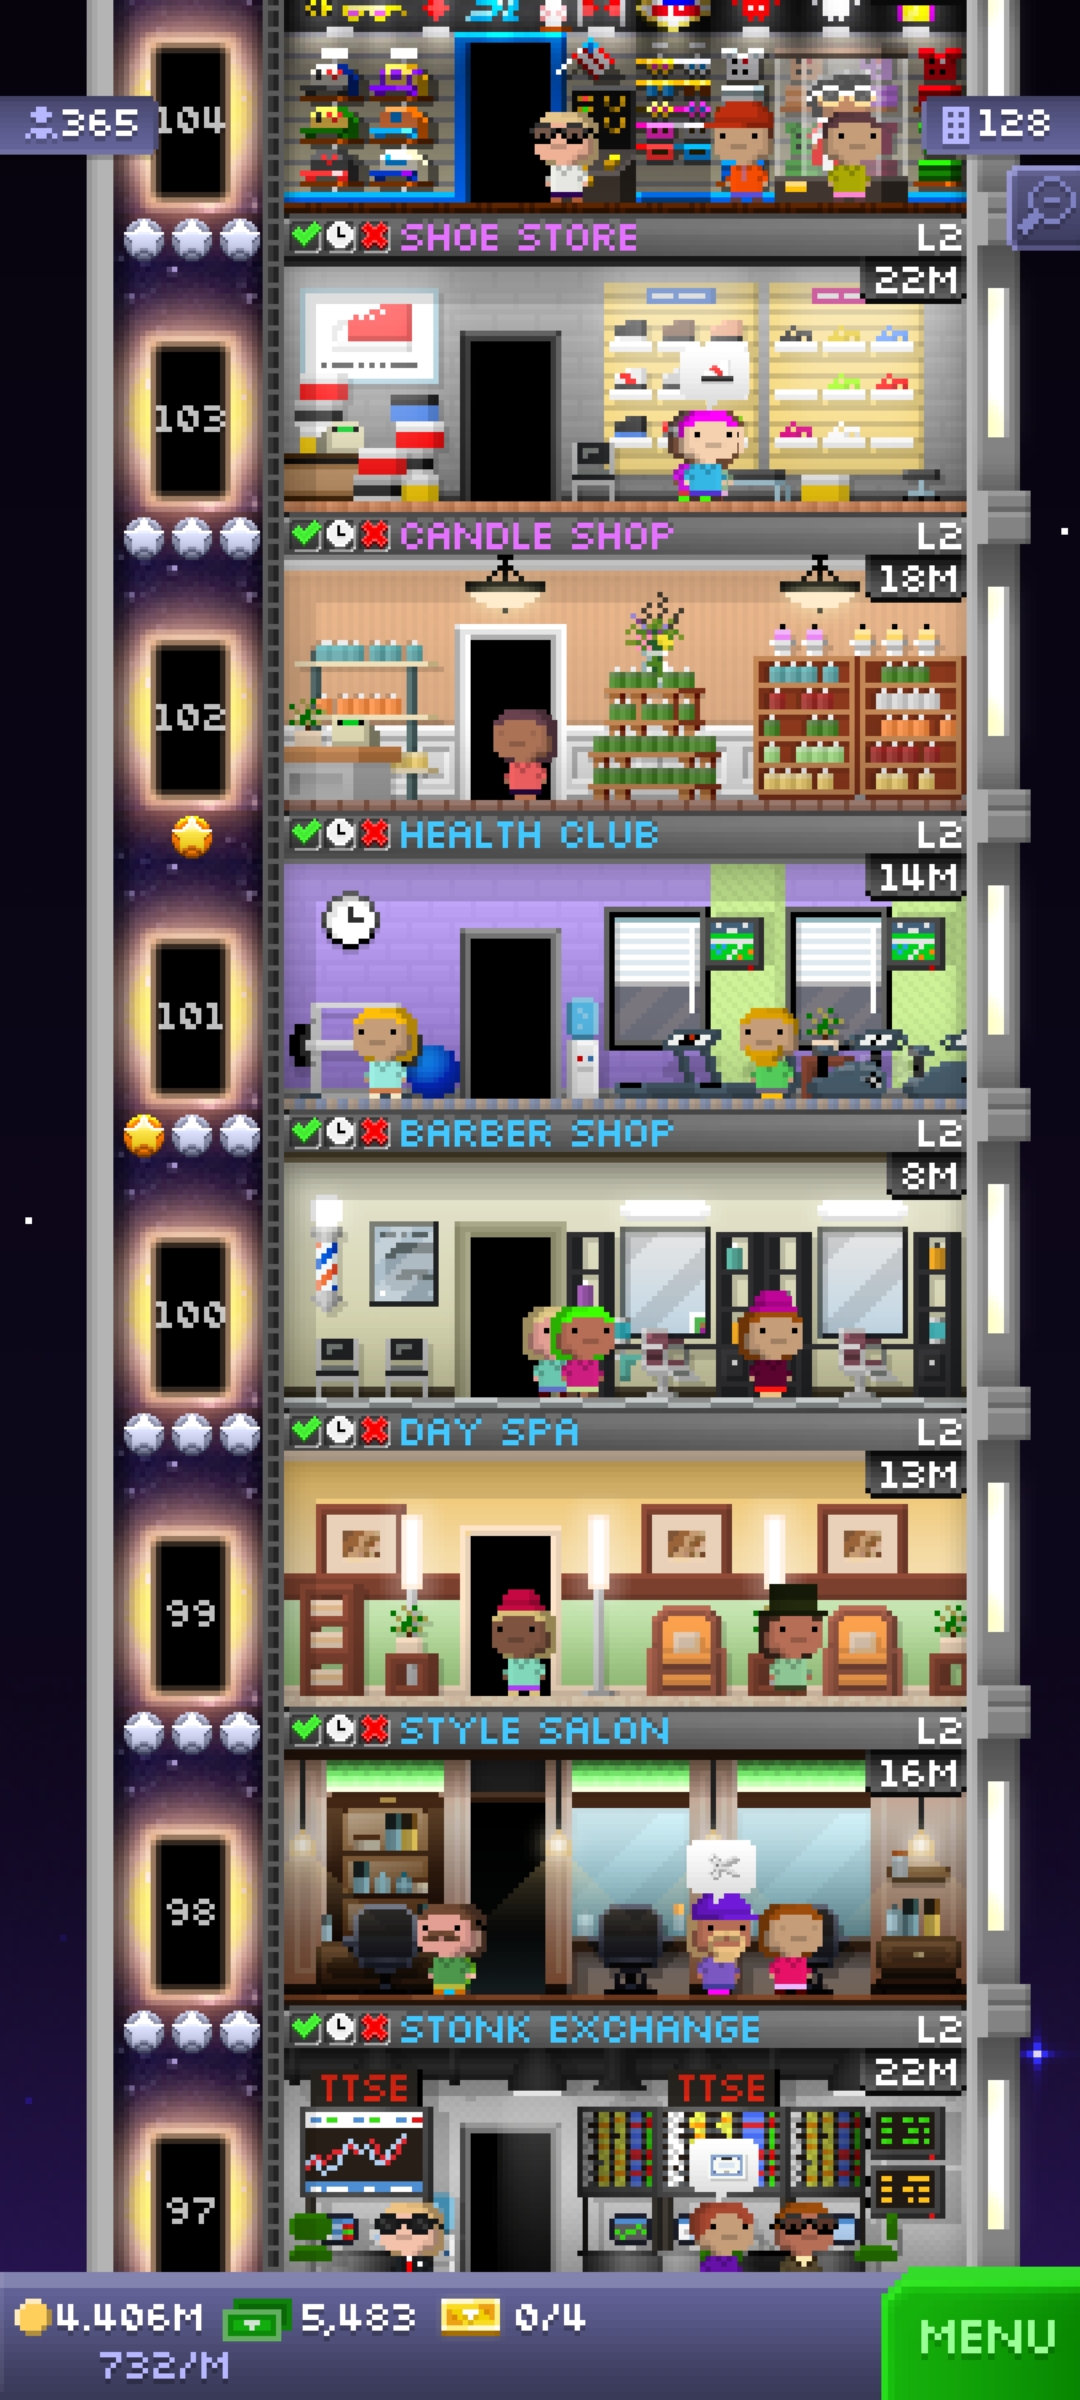 104
365
128
SHOE STORE
L2
22M
103
CANDLE SHOP
L2
18M
102
HEALTH CLUB
L2
14M
101
BARBER SHOP
L2
8M
100
DAY SPA
L2
13M
99
STYLE SALON
L2
16M
98
STONK EXCHANGE
L2
22M
TTSE
TTSE
97
4.406M
5,483
0/4
732/M
MENU